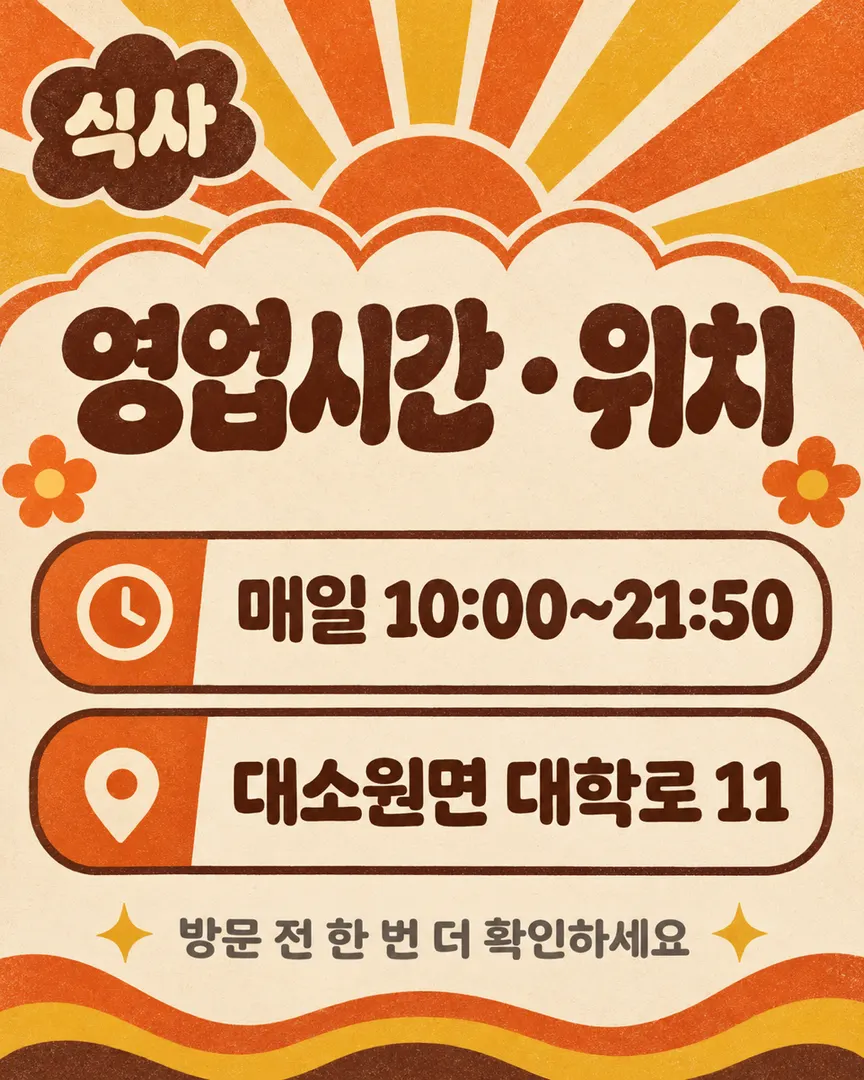 식사
영업시간·위치
매일 10:00~21:50
대소원면 대학로 11
방문 전 한 번 더 확인하세요